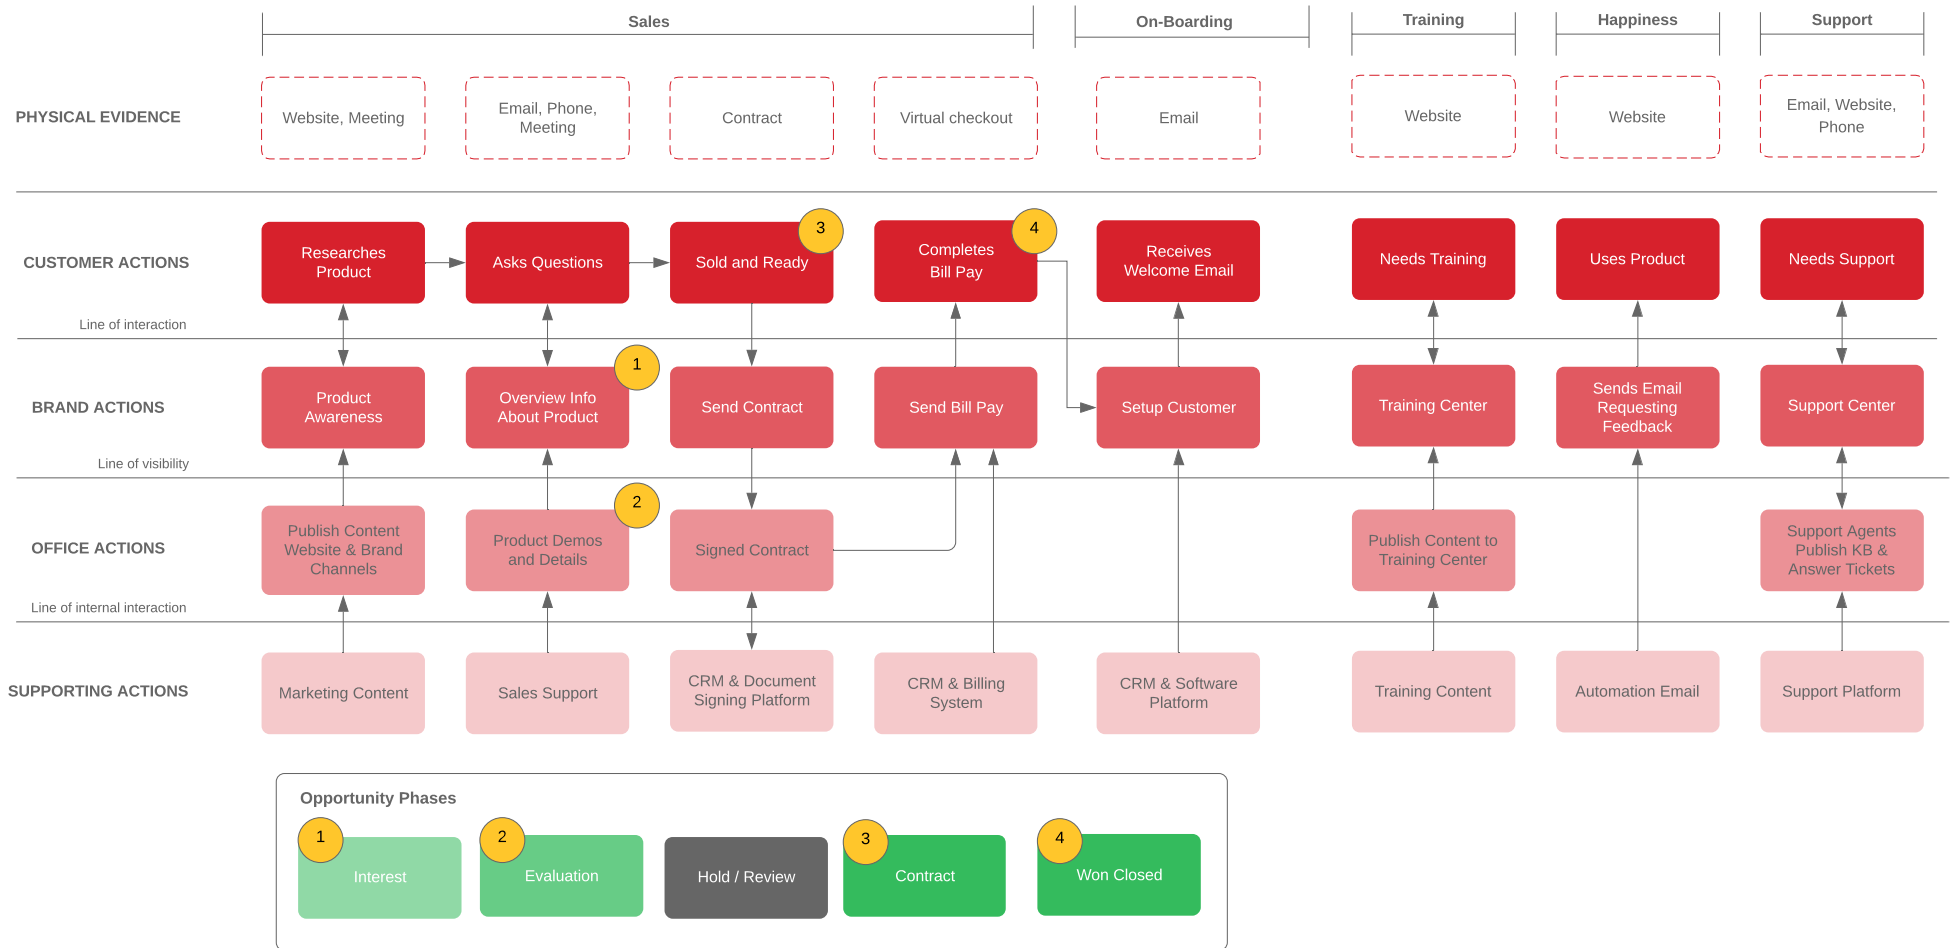 Sales
On-Boarding
Training
Happiness
Support
PHYSICAL EVIDENCE
Website, Meeting
Email, Phone,
Meeting
Contract
Virtual checkout
Email
Website
Website
Email, Website,
Phone
CUSTOMER ACTIONS
Researches
Product
Asks Questions
Sold and Ready
3
Completes
Bill Pay
4
Receives
Welcome Email
Needs Training
Uses Product
Needs Support
Line of interaction
BRAND ACTIONS
Product
Awareness
Overview Info
About Product
1
Send Contract
Send Bill Pay
Setup Customer
Training Center
Sends Email
Requesting
Feedback
Support Center
Line of visibility
OFFICE ACTIONS
Publish Content
Website & Brand
Channels
Product Demos
and Details
2
Signed Contract
Publish Content to
Training Center
Support Agents
Publish KB &
Answer Tickets
Line of internal interaction
SUPPORTING ACTIONS
Marketing Content
Sales Support
CRM & Document
Signing Platform
CRM & Billing
System
CRM & Software
Platform
Training Content
Automation Email
Support Platform
Opportunity Phases
1
Interest
2
Evaluation
Hold / Review
3
Contract
4
Won Closed